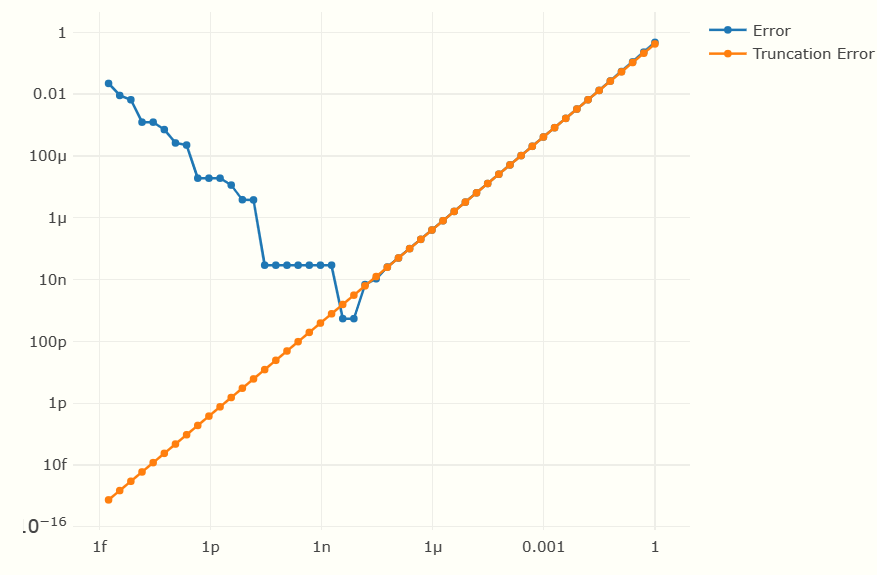 1
0.01
100μ
1μ
10n
100p
1p
10f
.0−16
1f
1p
1n
1μ
0.001
1
Error
Truncation Error